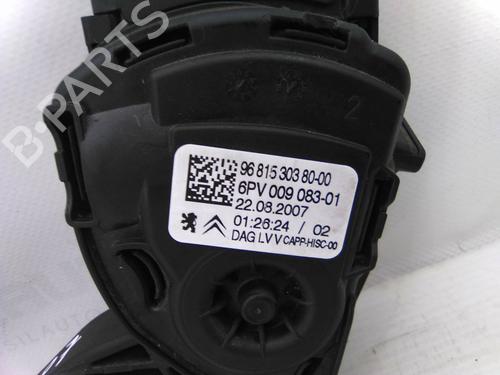 2
96 815 303 80-00
6PV 009 083-01
22.08.2007
01:26:24 / 02
DAG LV V CAPP-HISC-00
B-PARTS